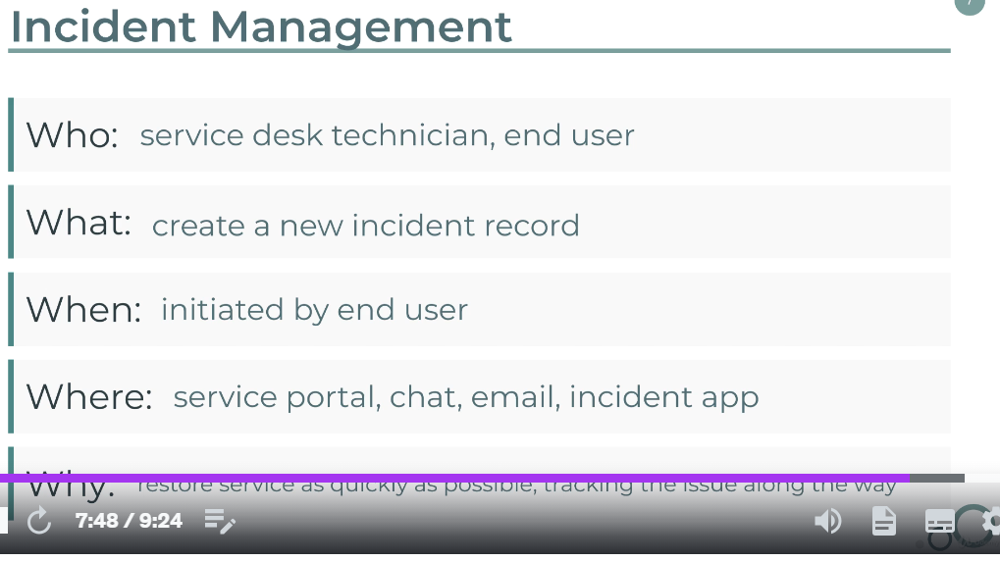 Incident Management
Who: service desk technician, end user
What: create a new incident record
When: initiated by end user
Where: service portal, chat, email, incident app
Why: restore service as quickly as possible, tracking the issue along the way
7:48 / 9:24